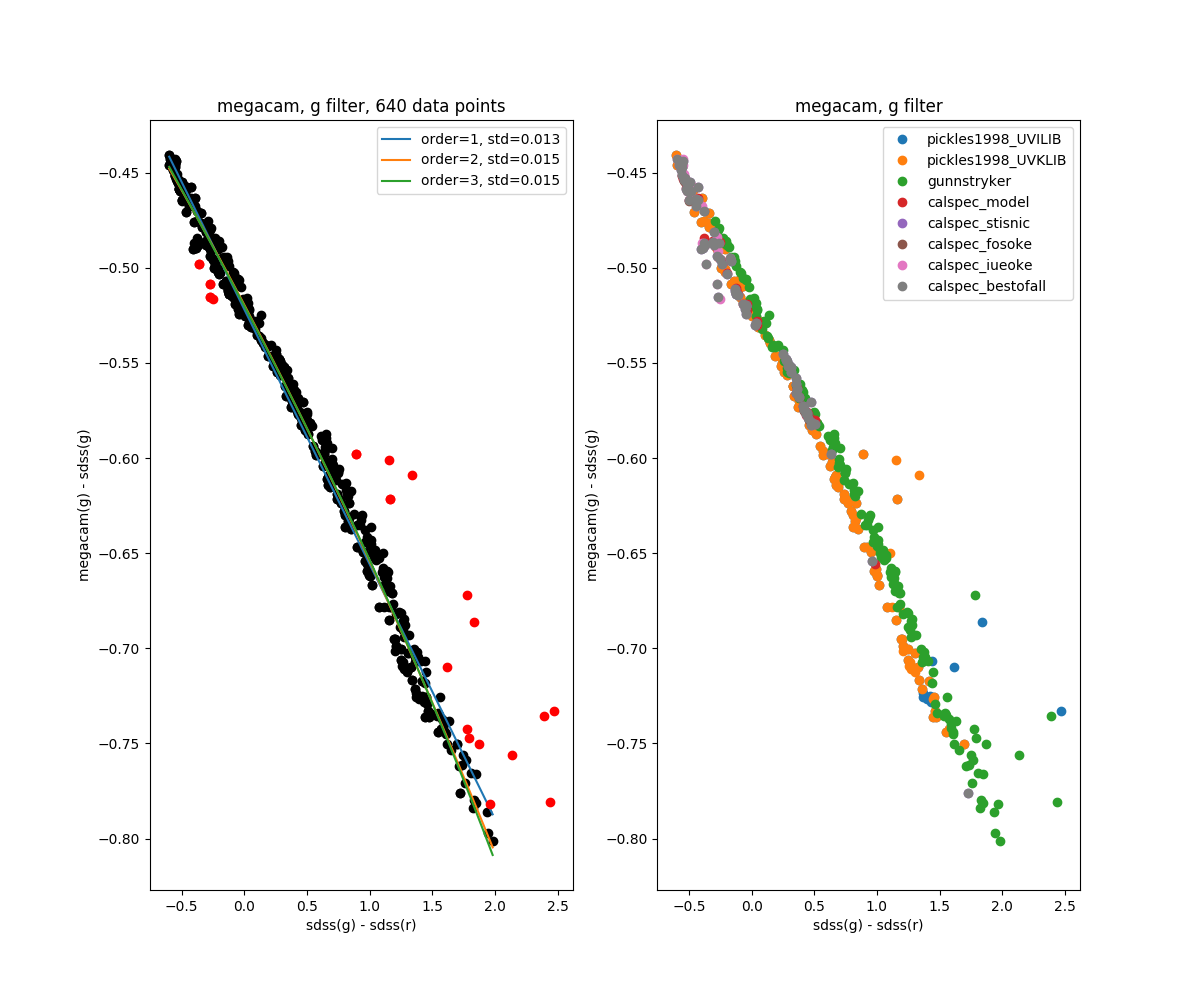 megacam, g filter, 640 data points
order=1, std=0.013
order=2, std=0.015
order=3, std=0.015
−0.45
−0.50
−0.55
−0.60
−0.65
−0.70
−0.75
−0.80
megacam(g) - sdss(g)
−0.5
0.0
0.5
1.0
1.5
2.0
2.5
sdss(g) - sdss(r)
megacam, g filter
pickles1998_UVILIB
pickles1998_UVKLIB
gunnstryker
calspec_model
calspec_stisnic
calspec_fosoke
calspec_iueoke
calspec_bestofall
−0.45
−0.50
−0.55
−0.60
−0.65
−0.70
−0.75
−0.80
megacam(g) - sdss(g)
−0.5
0.0
0.5
1.0
1.5
2.0
2.5
sdss(g) - sdss(r)